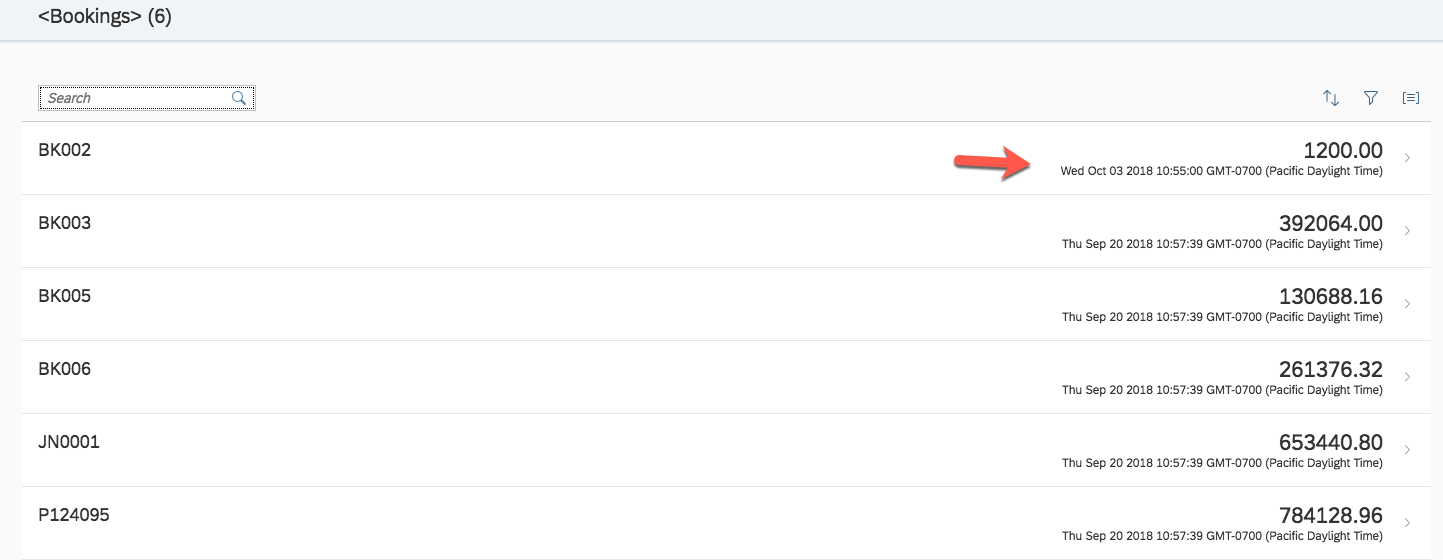 <Bookings> (6)
Search
BK002
1200.00
Wed Oct 03 2018 10:55:00 GMT-0700 (Pacific Daylight Time)
BK003
392064.00
Thu Sep 20 2018 10:57:39 GMT-0700 (Pacific Daylight Time)
BK005
130688.16
Thu Sep 20 2018 10:57:39 GMT-0700 (Pacific Daylight Time)
BK006
261376.32
Thu Sep 20 2018 10:57:39 GMT-0700 (Pacific Daylight Time)
JN0001
653440.80
Thu Sep 20 2018 10:57:39 GMT-0700 (Pacific Daylight Time)
P124095
784128.96
Thu Sep 20 2018 10:57:39 GMT-0700 (Pacific Daylight Time)